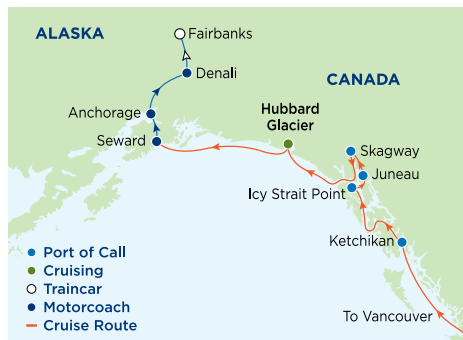 ALASKA
Fairbanks
Denali
CANADA
Anchorage
Hubbard
Glacier
Seward
Skagway
Juneau
Icy Strait Point
Ketchikan
To Vancouver
Port of Call
Cruising
Traincar
Motorcoach
Cruise Route